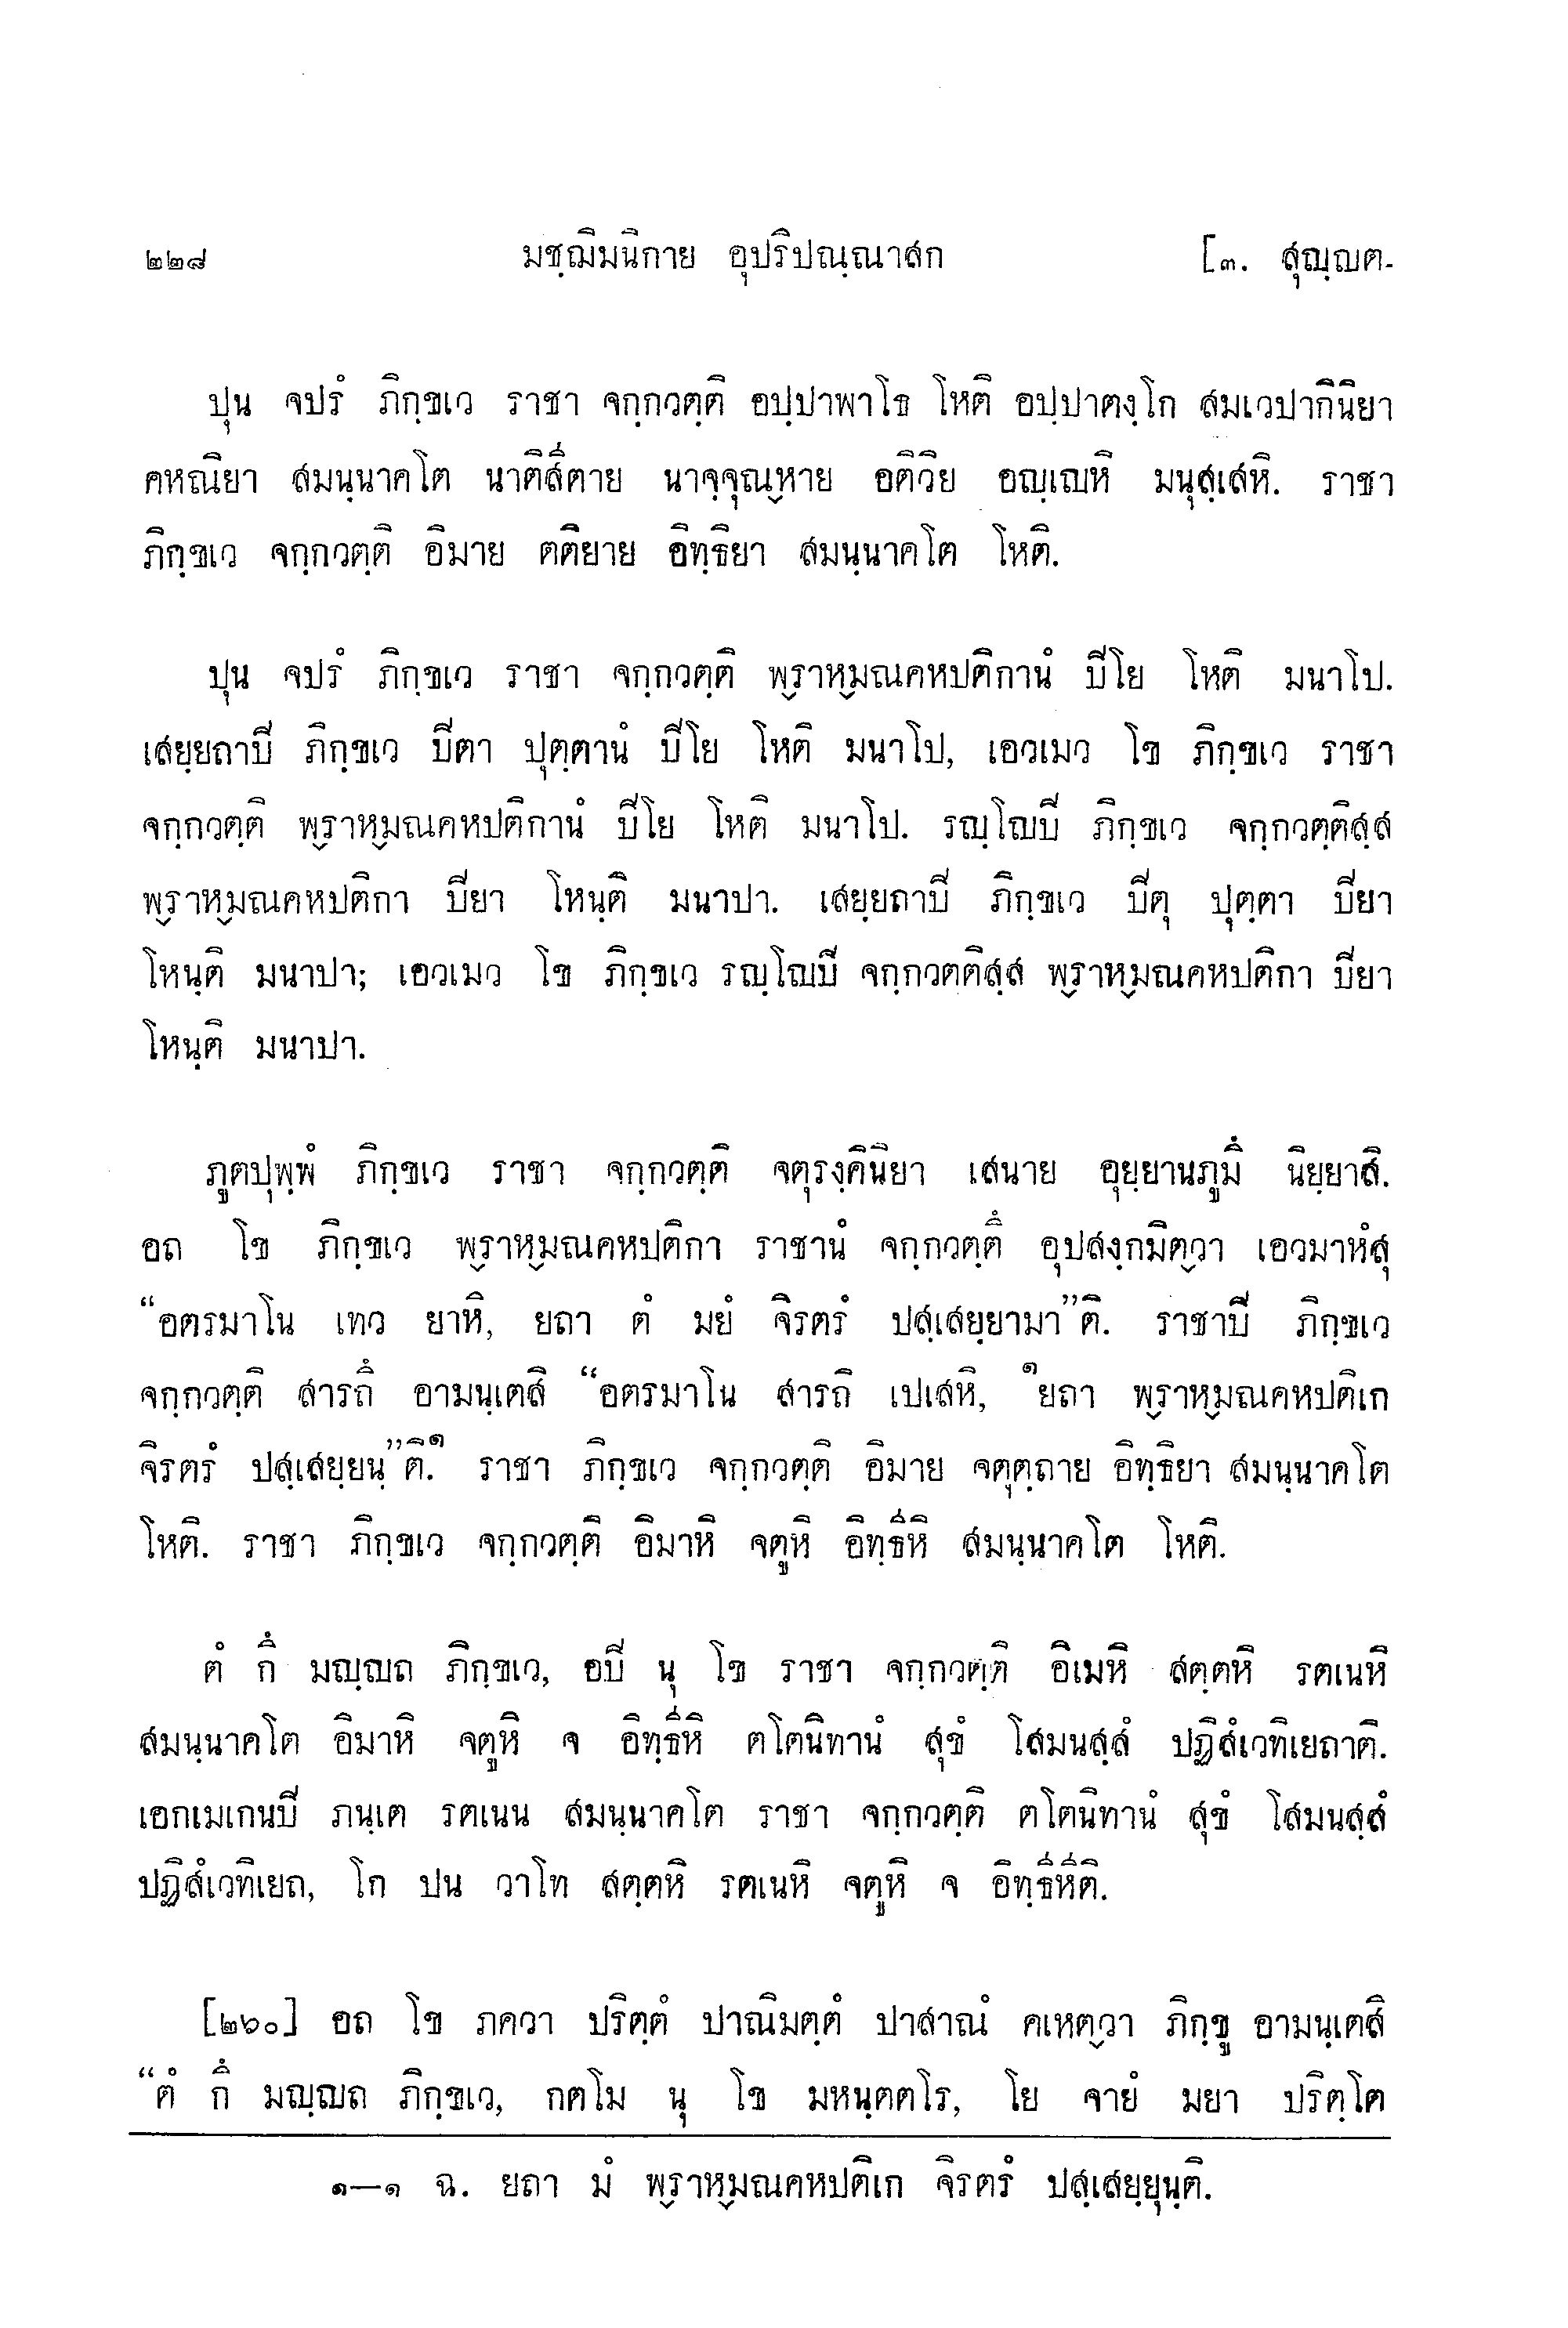 ๒๒๘ มชฺฌิมนิกาย อุปริปณฺณาสก [๓. สุญฺญต-
ปุน จปรํ ภิกฺขเว ราชา จกฺกวตฺติ อปฺปาพาโธ โหติ อปฺปาตงฺโก สมเวปากินิยา
คหณิยา สมนฺนาคโต นาติสีตาย นาจฺจุณ๎หาย อติวิย อญฺเญหิ มนุสฺเสหิ. ราชา
ภิกฺขเว จกฺกวตฺติ อิมาย ตติยาย อิทฺธิยา สมนฺนาคโต โหติ.
ปุน จปรํ ภิกฺขเว ราชา จกฺกวตฺติ พ๎ราห๎มณคหปติกานํ ปิโย โหติ มนาโป.
เสยฺยถาปิ ภิกฺขเว ปิตา ปุตฺตานํ ปิโย โหติ มนาโป, เอวเมว โข ภิกฺขเว ราชา
จกฺกวตฺติ พ๎ราห๎มณคหปติกานํ ปิโย โหติ มนาโป. รญฺโญปิ ภิกฺขเว จกฺกวตฺติสฺส
พ๎ราห๎มณคหปติกา ปิยา โหนฺติ มนาปา. เสยฺยถาปิ ภิกฺขเว ปิตุ ปุตฺตา ปิยา
โหนฺติ มนาปา; เอวเมว โข ภิกฺขเว รญฺโญปิ จกฺกวตฺติสฺส พ๎ราห๎มณคหปติกา ปิยา
โหนฺติ มนาปา.
ภูตปุพฺพํ ภิกฺขเว ราชา จกฺกวตฺติ จตุรงฺคินิยา เสนาย อุยฺยานภูมึ นิยฺยาสิ.
อถ โข ภิกฺขเว พ๎ราห๎มณคหปติกา ราชานํ จกฺกวตฺตึ อุปสงฺกมิต๎วา เอวมาหํสุ
“อตรมาโน เทว ยาหิ, ยถา ตํ มยํ จิรตรํ ปสฺเสยฺยามา”ติ. ราชาปิ ภิกฺขเว
จกฺกวตฺติ สารถึ อามนฺเตสิ “อตรมาโน สารถิ เปเสหิ, ๑ยถา พ๎ราห๎มณคหปติเก
จิรตรํ ปสฺเสยฺยนฺ”ติ.๑ ราชา ภิกฺขเว จกฺกวตฺติ อิมาย จตุตฺถาย อิทฺธิยา สมนฺนาคโต
โหติ. ราชา ภิกฺขเว จกฺกวตฺติ อิมาหิ จตูหิ อิทฺธีหิ สมนฺนาคโต โหติ.
ตํ กึ มญฺญถ ภิกฺขเว, อปิ นุ โข ราชา จกฺกวตฺติ อิเมหิ สตฺตหิ รตเนหิ
สมนฺนาคโต อิมาหิ จตูหิ จ อิทฺธีหิ ตโตนิทานํ สุขํ โสมนสฺสํ ปฏิสํเวทิเยถาติ.
เอกเมเกนปิ ภนฺเต รตเนน สมนฺนาคโต ราชา จกฺกวตฺติ ตโตนิทานํ สุขํ โสมนสฺสํ
ปฏิสํเวทิเยถ, โก ปน วาโท สตฺตหิ รตเนหิ จตูหิ จ อิทฺธีหีติ.
[๒๖๐] อถ โข ภควา ปริตฺตํ ปาณิมตฺตํ ปาสาณํ คเหต๎วา ภิกฺขู อามนฺเตสิ
“ตํ กึ มญฺญถ ภิกฺขเว, กตโม นุ โข มหนฺตตโร, โย จายํ มยา ปริตฺโต
๑—๑ ฉ. ยถา มํ พ๎ราห๎มณคหปติเก จิรตรํ ปสฺเสยฺยุนฺติ.